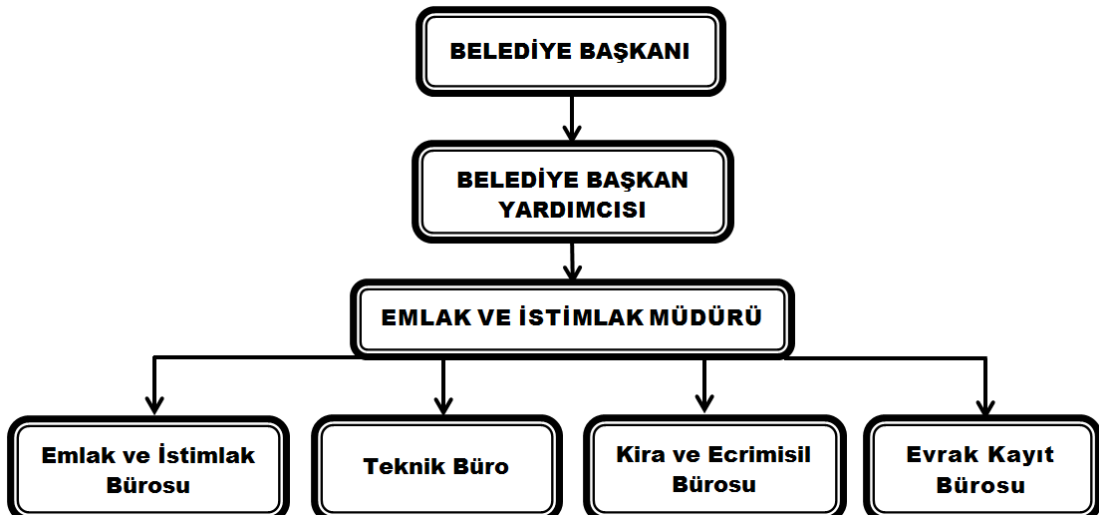 BELEDİYE BAŞKANI
BELEDİYE BAŞKAN
YARDIMCISI
EMLAK VE İSTİMLAK MÜDÜRÜ
Emlak ve İstimlak
Bürosu
Teknik Büro
Kira ve Ecrimisil
Bürosu
Evrak Kayıt
Bürosu